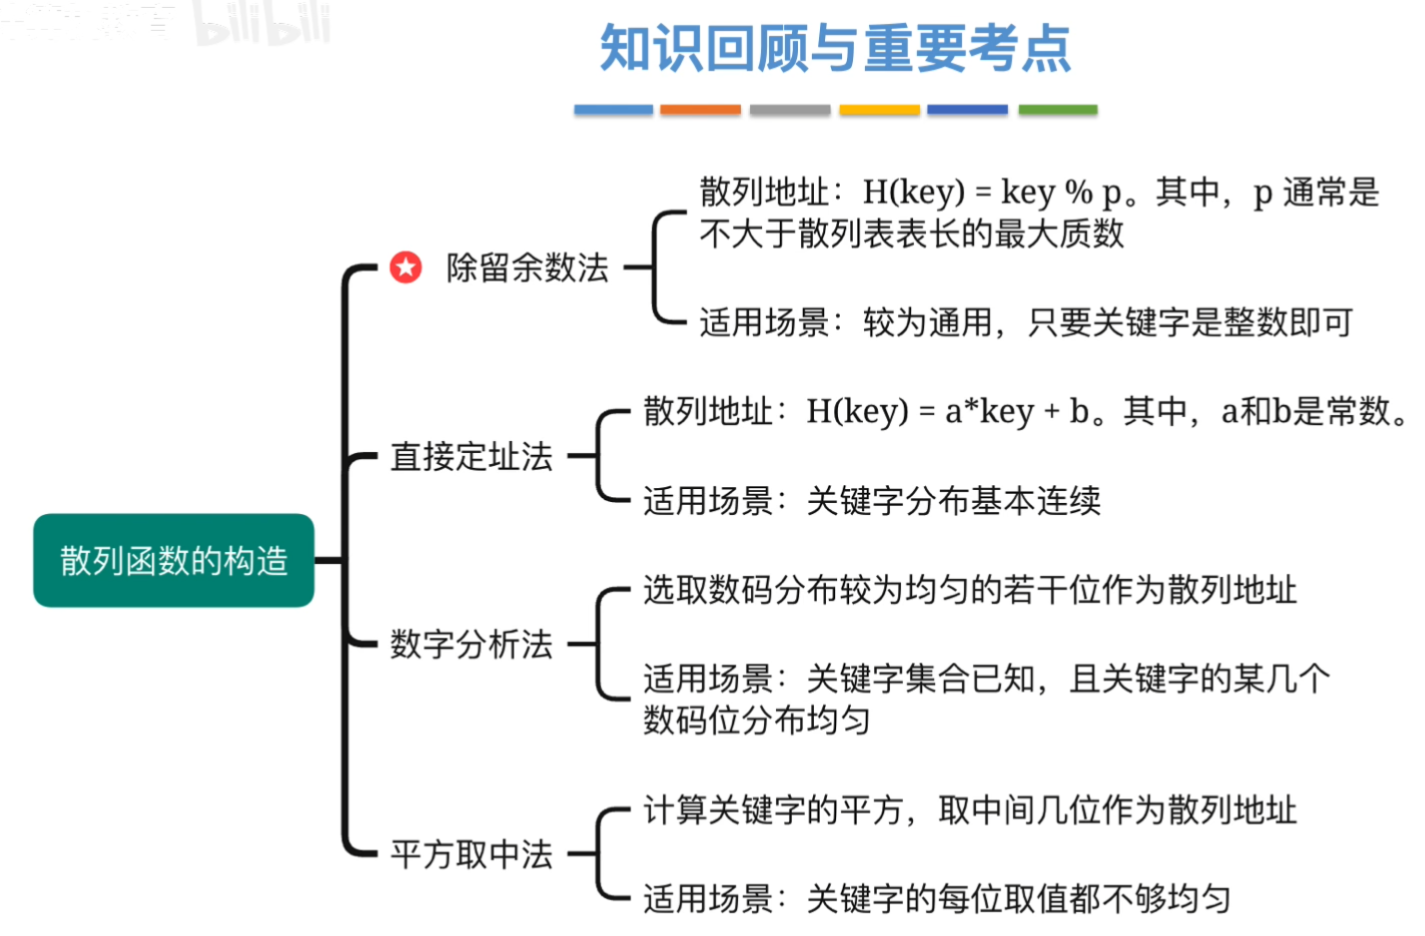 bilibili
知识回顾与重要考点
散列地址：H(key) = key % p。其中，p 通常是
不大于散列表表长的最大质数
除留余数法
适用场景：较为通用，只要关键字是整数即可
散列地址：H(key) = a*key + b。其中，a和b是常数。
直接定址法
适用场景：关键字分布基本连续
散列函数的构造
选取数码分布较为均匀的若干位作为散列地址
数字分析法
适用场景：关键字集合已知，且关键字的某几个
数码位分布均匀
计算关键字的平方，取中间几位作为散列地址
平方取中法
适用场景：关键字的每位取值都不够均匀